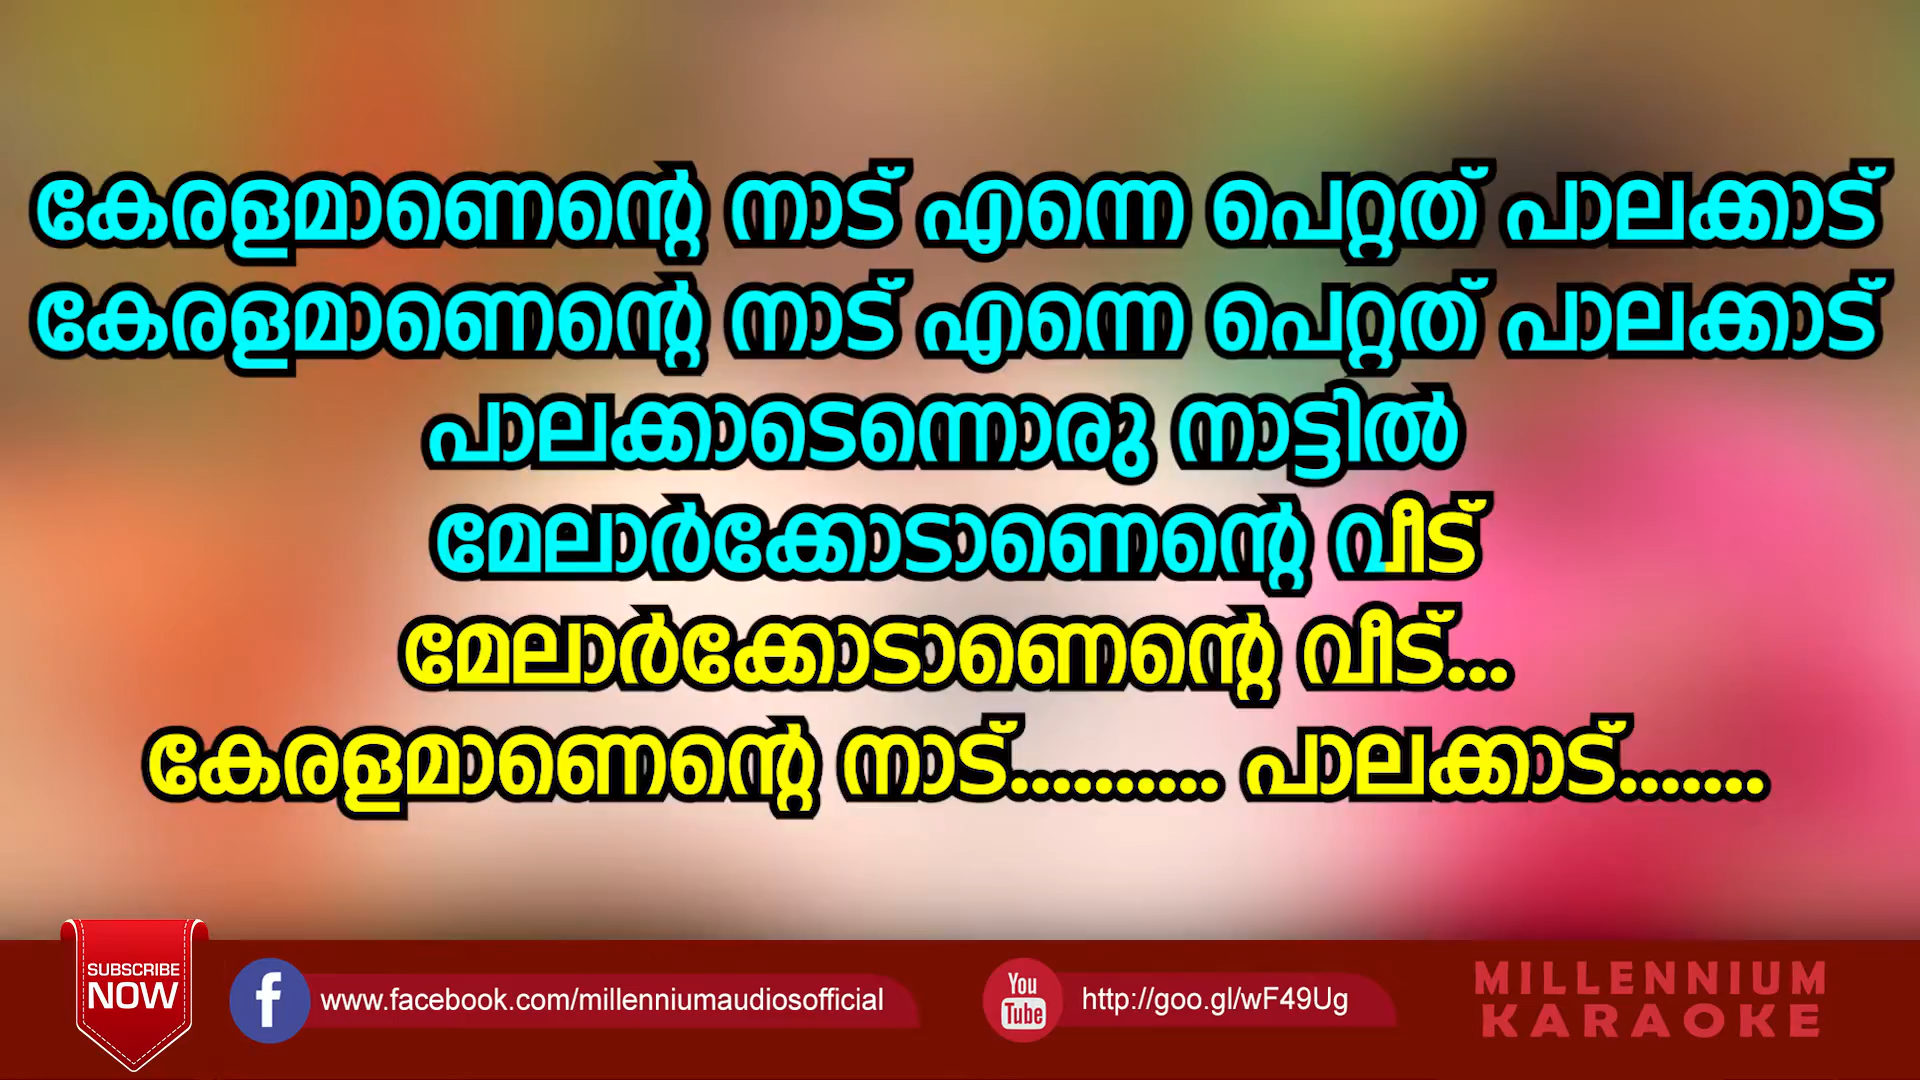 കേരളമാണെന്റെ നാട് എന്നെ പെറ്റത് പാലക്കാട്
കേരളമാണെന്റെ നാട് എന്നെ പെറ്റത് പാലക്കാട്
പാലക്കാടെന്നൊരു നാട്ടിൽ
മേലാർക്കോടാണെന്റെ വീട്
മേലാർക്കോടാണെന്റെ വീട്...
കേരളമാണെന്റെ നാട്.......... പാലക്കാട്.......
SUBSCRIBE
NOW
f www.facebook.com/millenniumaudiosofficial
You
Tube
http://goo.gl/wF49Ug
MILLENNIUM
KARAOKE